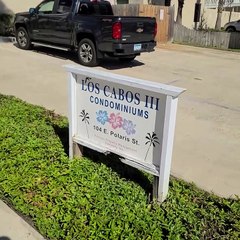 LOS CABOS III
CONDOMINIUMS
104 E. Polaris St.